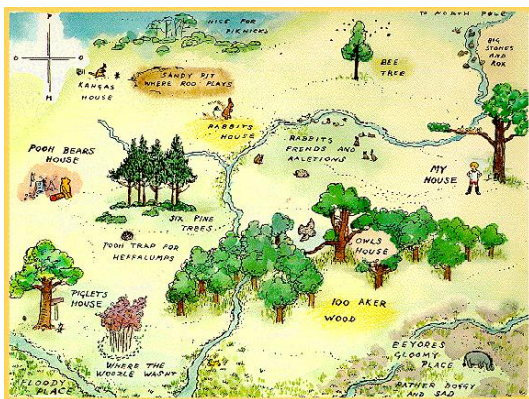 NICE FOR
PIKNICKS
TO NORTH POLE
BIG
STONES
AND
ROX
P
O
O
H
KANGAS
HOUSE
SANDY PIT
WHERE ROO PLAYS
BEE
TREE
RABBITS
HOUSE
RABBITS
FRENDS AND
RALETIONS
POOH BEARS
HOUSE
MY
HOUSE
SIX PINE
TREES
POOH TRAP FOR
HEFFALUMPS
OWLS
HOUSE
PIGLETS
HOUSE
100 AKER
WOOD
WHERE THE
WOOZLE WASNT
EEYORES
GLOOMY
PLACE
FLOODY
PLACE
RATHER BOGGY
AND SAD